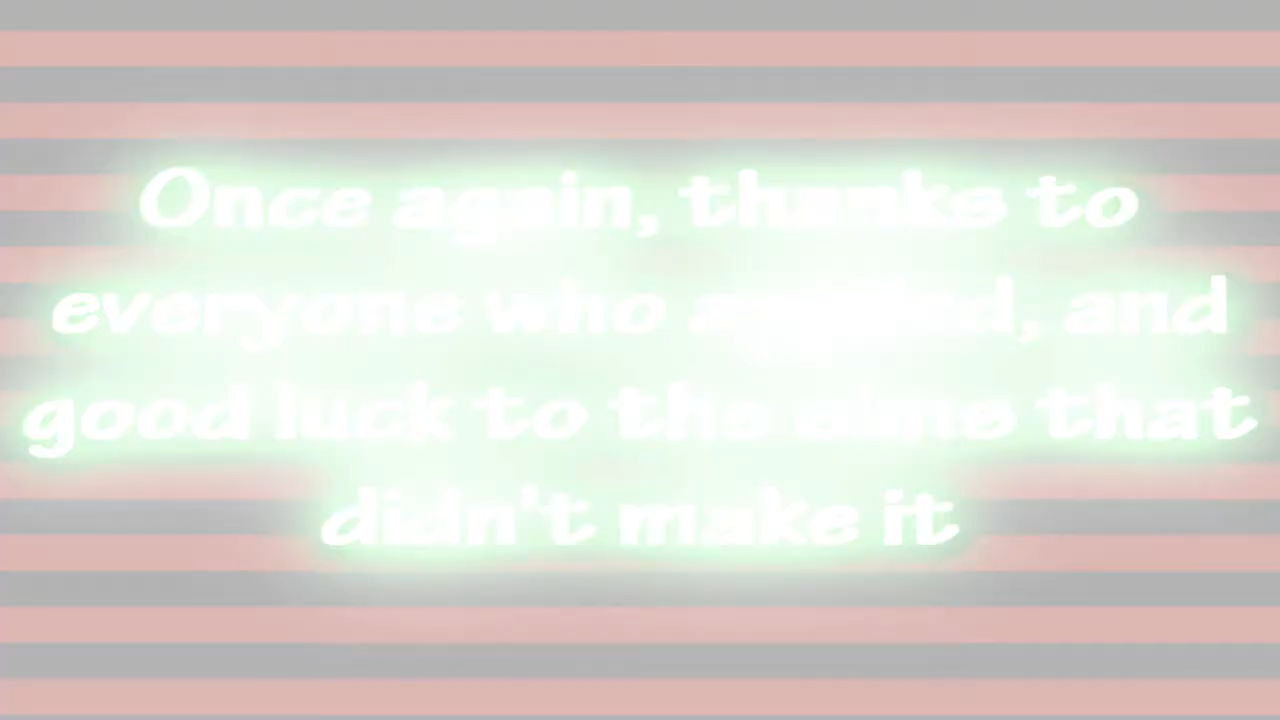 Once again, thanks to
everyone who applied, and
good luck to the ones that
didn't make it